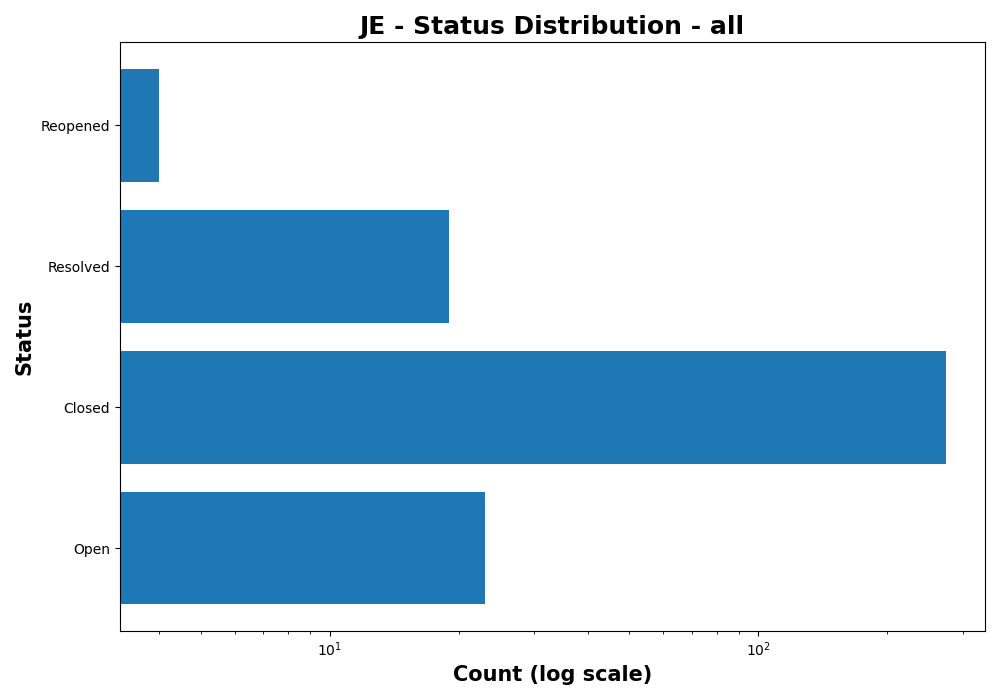 JE - Status Distribution - all
Status
Reopened
Resolved
Closed
Open
10¹
10²
Count (log scale)